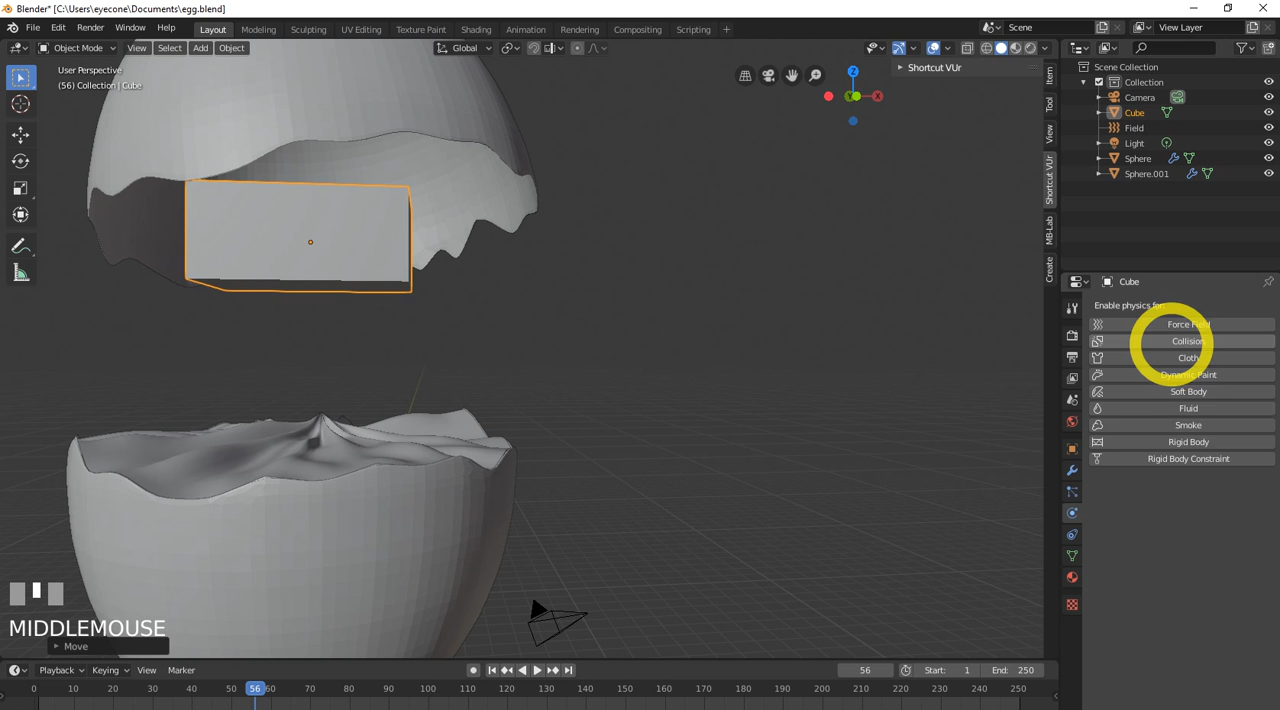 Blender* [C:\Users\eyecone\Documents\egg.blend]
File Edit Render Window Help Layout Modeling Sculpting UV Editing Texture Paint Shading Animation Rendering Compositing Scripting + Scene View Layer
Object Mode View Select Add Object Global
User Perspective
(56) Collection | Cube
Z
Y
X
Shortcut VUr
Item
Tool
View
Shortcut VUr
MB-Lab
Create
Scene Collection
Collection
Camera
Cube
Field
Light
Sphere
Sphere.001
Cube
Enable physics for:
Force Field
Collision
Cloth
Dynamic Paint
Soft Body
Fluid
Smoke
Rigid Body
Rigid Body Constraint
MIDDLEMOUSE
Move
Playback Keying View Marker 56 Start: 1 End: 250
0 10 20 30 40 50 56 60 70 80 90 100 110 120 130 140 150 160 170 180 190 200 210 220 230 240 250